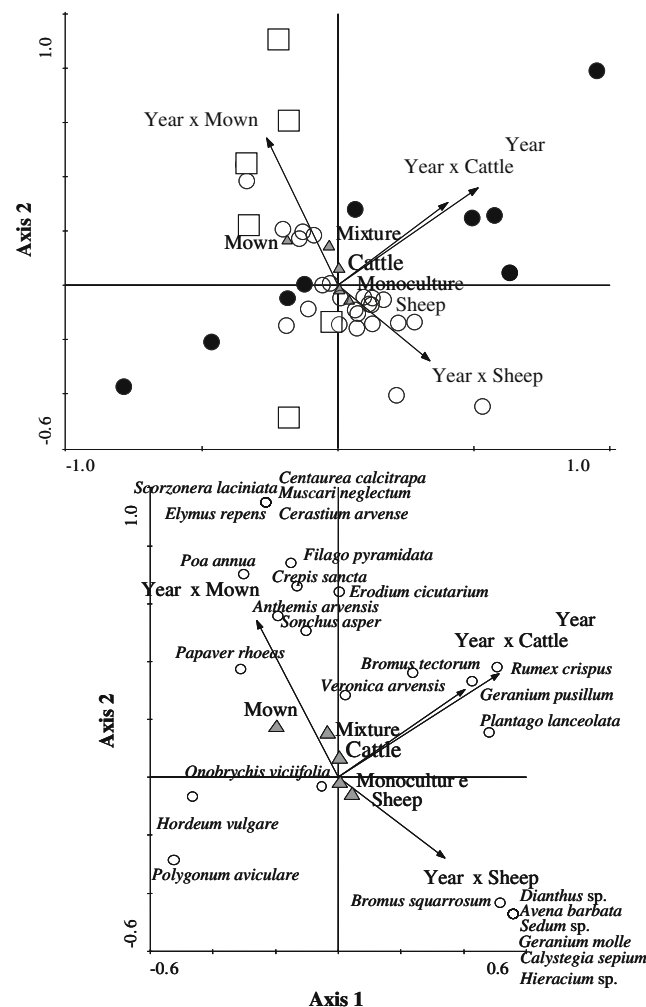 1.0
Year x Mown
Year
Year x Cattle
Axis 2
Mown
Mixture
Cattle
Monoculture
Sheep
Year x Sheep
-0.6
-1.0
1.0
Scorzonera laciniata
Centaurea calcitrapa
Muscari neglectum
Elymus repens
Cerastium arvense
1.0
Filago pyramidata
Poa annua
Crepis sancta
Year x Mown
Erodium cicutarium
Anthemis arvensis
Sonchus asper
Year
Year x Cattle
Papaver rhoeas
Bromus tectorum
Rumex crispus
Veronica arvensis
Geranium pusillum
Axis 2
Mown
Plantago lanceolata
Mixture
Cattle
Onobrychis viciifolia
Monocultur e
Sheep
Hordeum vulgare
Polygonum aviculare
Year x Sheep
Bromus squarrosum
Dianthus sp.
Avena barbata
Sedum sp.
Geranium molle
Calystegia sepium
Hieracium sp.
-0.6
-0.6
0.6
Axis 1